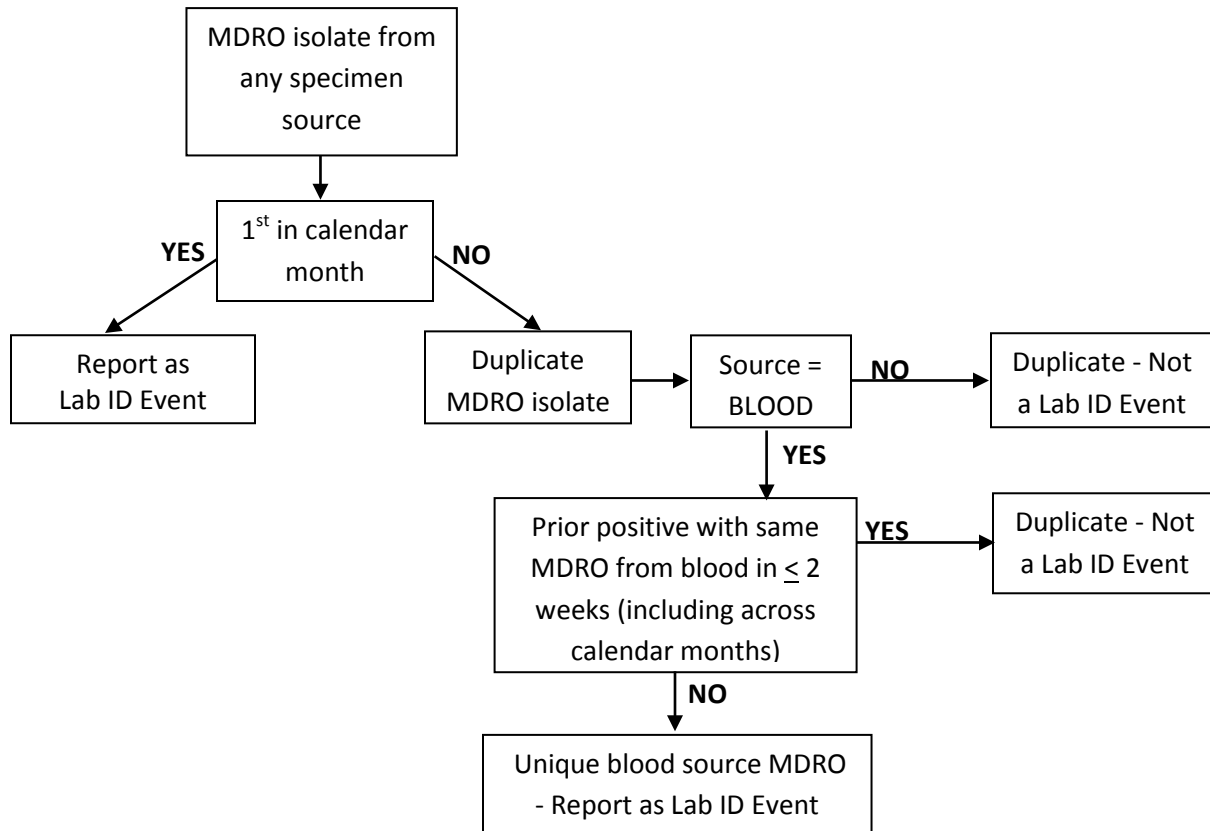 MDRO isolate from
any specimen
source
1st in calendar
month
YES
NO
Report as
Lab ID Event
Duplicate
MDRO isolate
Source =
BLOOD
NO
Duplicate - Not
a Lab ID Event
YES
Prior positive with same
MDRO from blood in ≤ 2
weeks (including across
calendar months)
YES
Duplicate - Not
a Lab ID Event
NO
Unique blood source MDRO
- Report as Lab ID Event